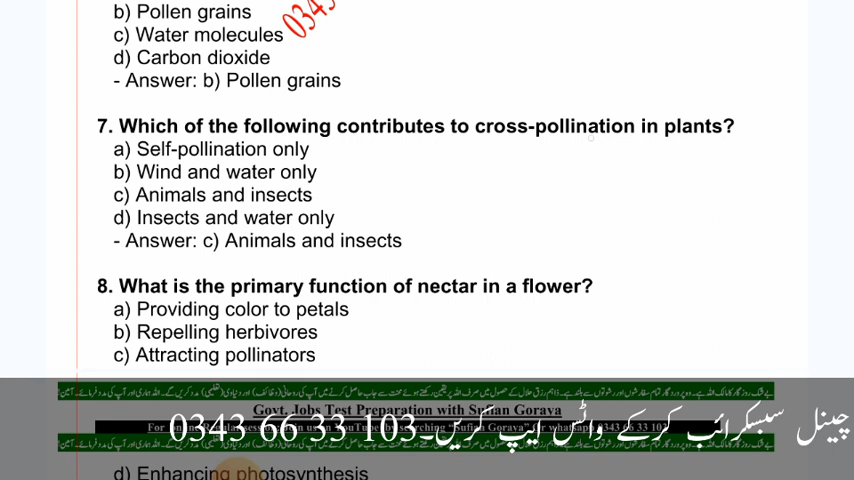 b) Pollen grains
c) Water molecules
0343
d) Carbon dioxide
- Answer: b) Pollen grains
7. Which of the following contributes to cross-pollination in plants?
a) Self-pollination only
b) Wind and water only
c) Animals and insects
d) Insects and water only
- Answer: c) Animals and insects
8. What is the primary function of nectar in a flower?
a) Providing color to petals
b) Repelling herbivores
c) Attracting pollinators
Govt. Jobs Test Preparation with Sufian Goraya
چینل سبسکرائب کرکے واٹس ایپ کریں۔0343 66 33 103
d) Enhancing photosynthesis